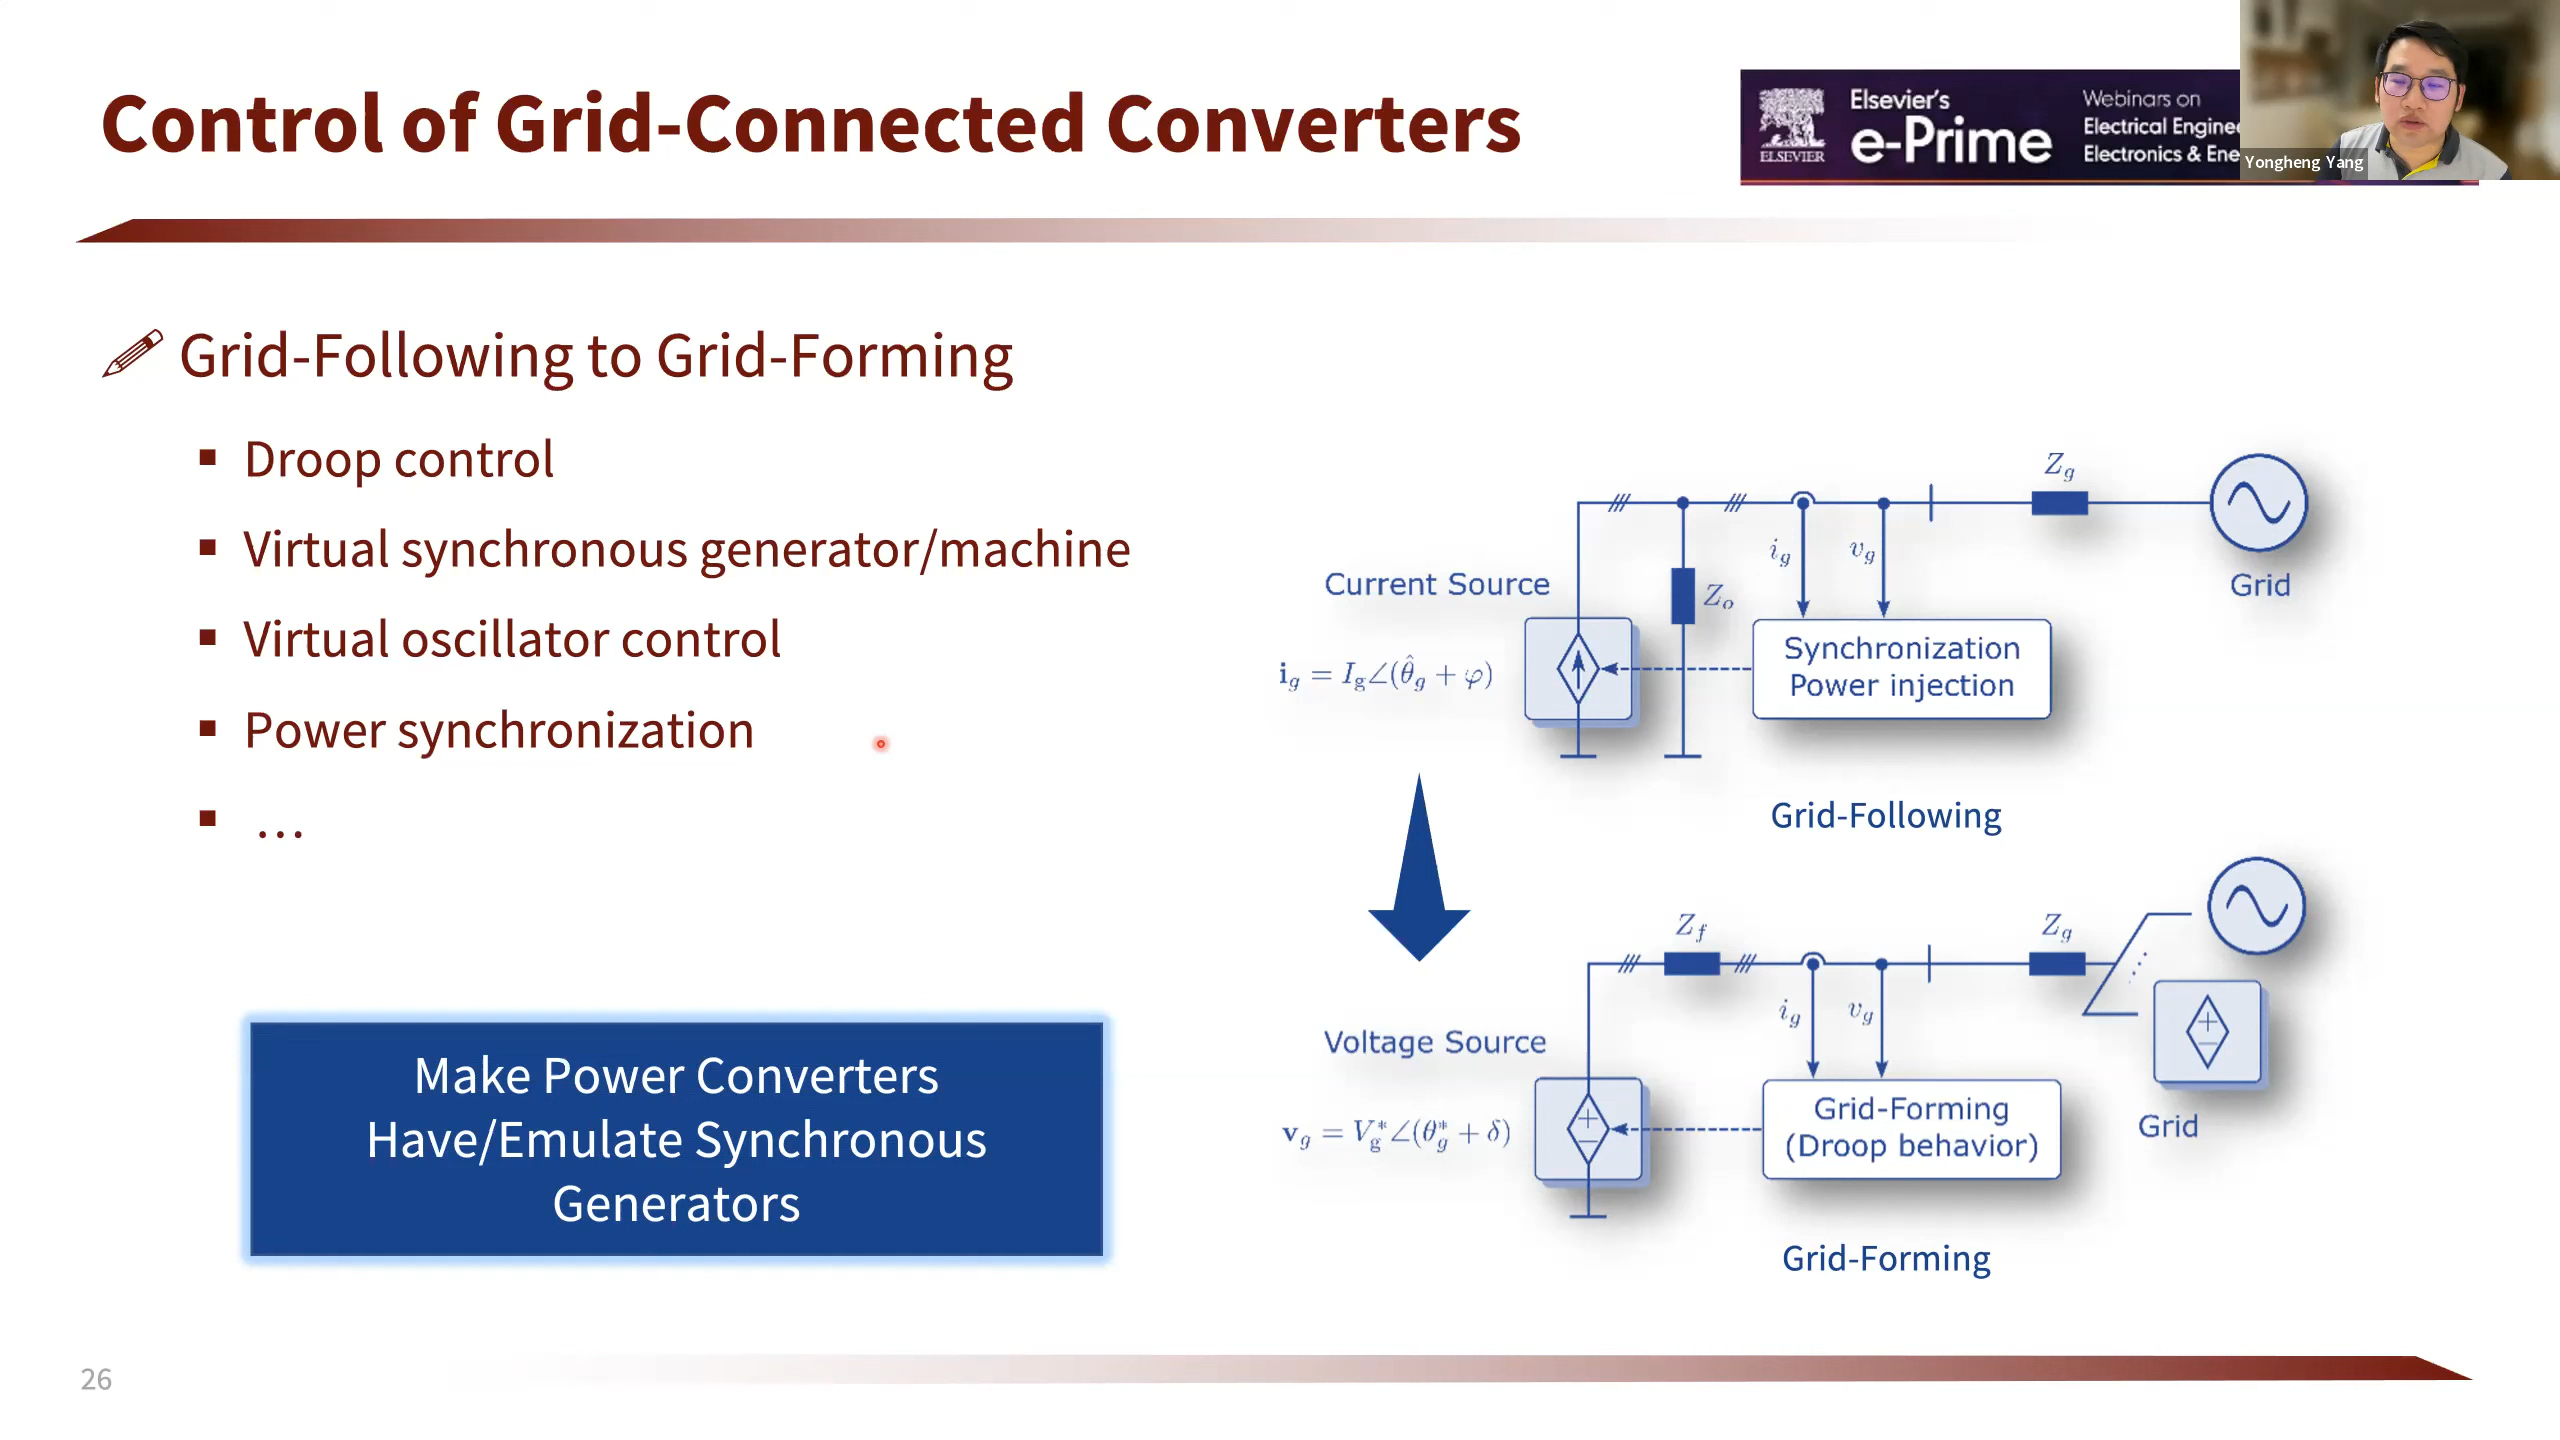 Control of Grid-Connected Converters
ELSEVIER
Elsevier's
e-Prime
Webinars on
Electrical
Electronics &
Yongheng Yang
Grid-Following to Grid-Forming
Droop control
Virtual synchronous generator/machine
Virtual oscillator control
Power synchronization
…
Make Power Converters
Have/Emulate Synchronous
Generators
Z_g
i_g
v_g
Current Source
Z_o
Grid
Synchronization
Power injection
i_g = I_g∠(θ̂_g + φ)
Grid-Following
Z_f
Z_g
i_g
v_g
Voltage Source
Grid-Forming
(Droop behavior)
Grid
v_g = V_g^*∠(θ_g^* + δ)
Grid-Forming
26